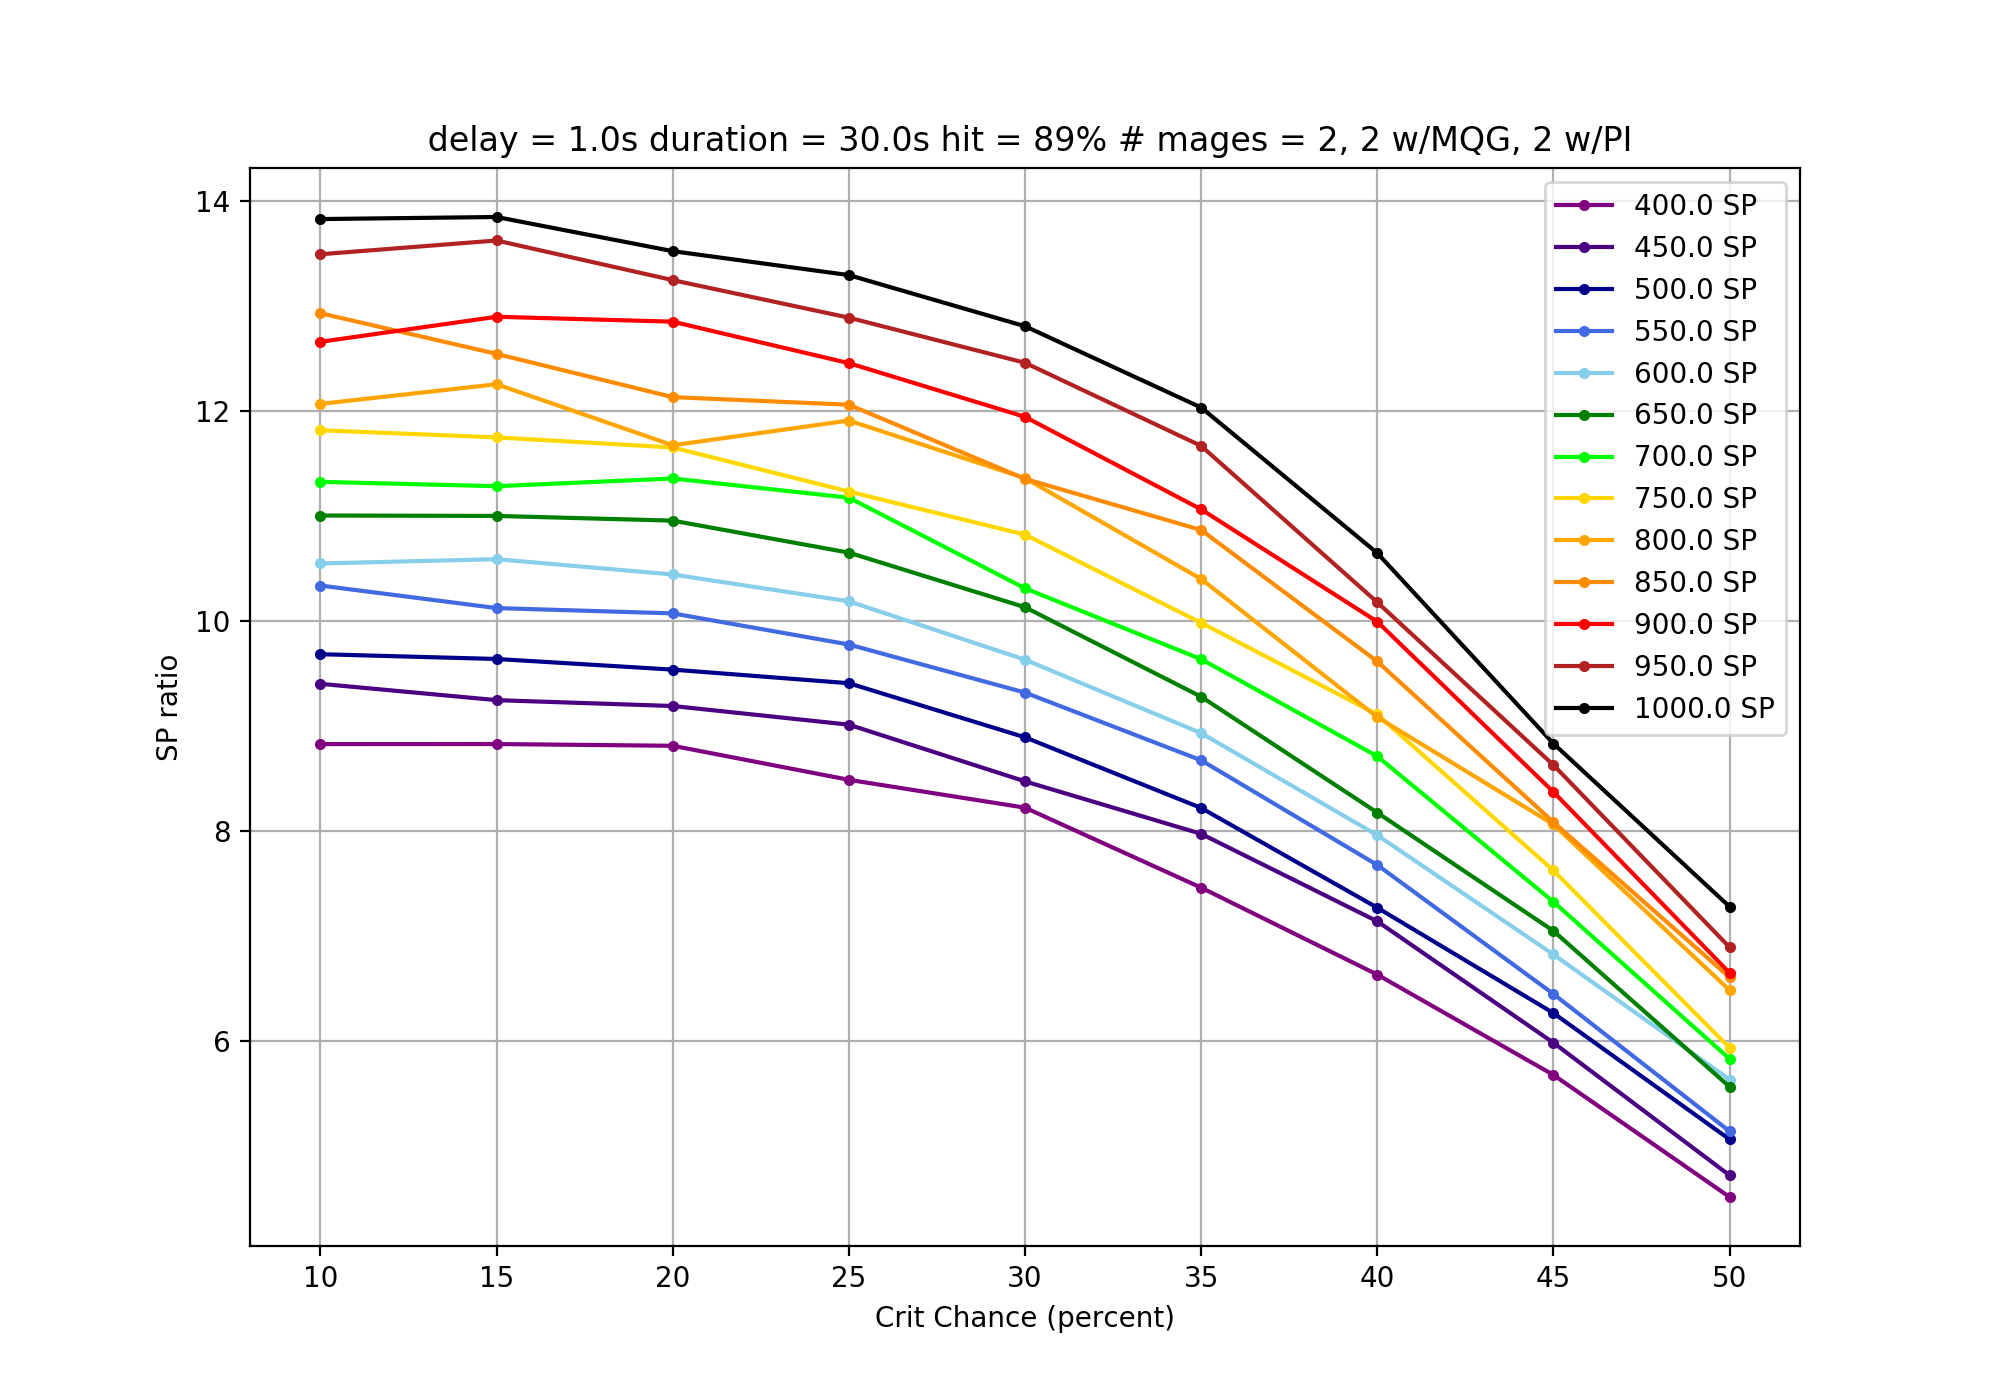 delay = 1.0s duration = 30.0s hit = 89% # mages = 2, 2 w/MQG, 2 w/PI
SP ratio
14
12
10
8
6
400.0 SP
450.0 SP
500.0 SP
550.0 SP
600.0 SP
650.0 SP
700.0 SP
750.0 SP
800.0 SP
850.0 SP
900.0 SP
950.0 SP
1000.0 SP
10 15 20 25 30 35 40 45 50
Crit Chance (percent)